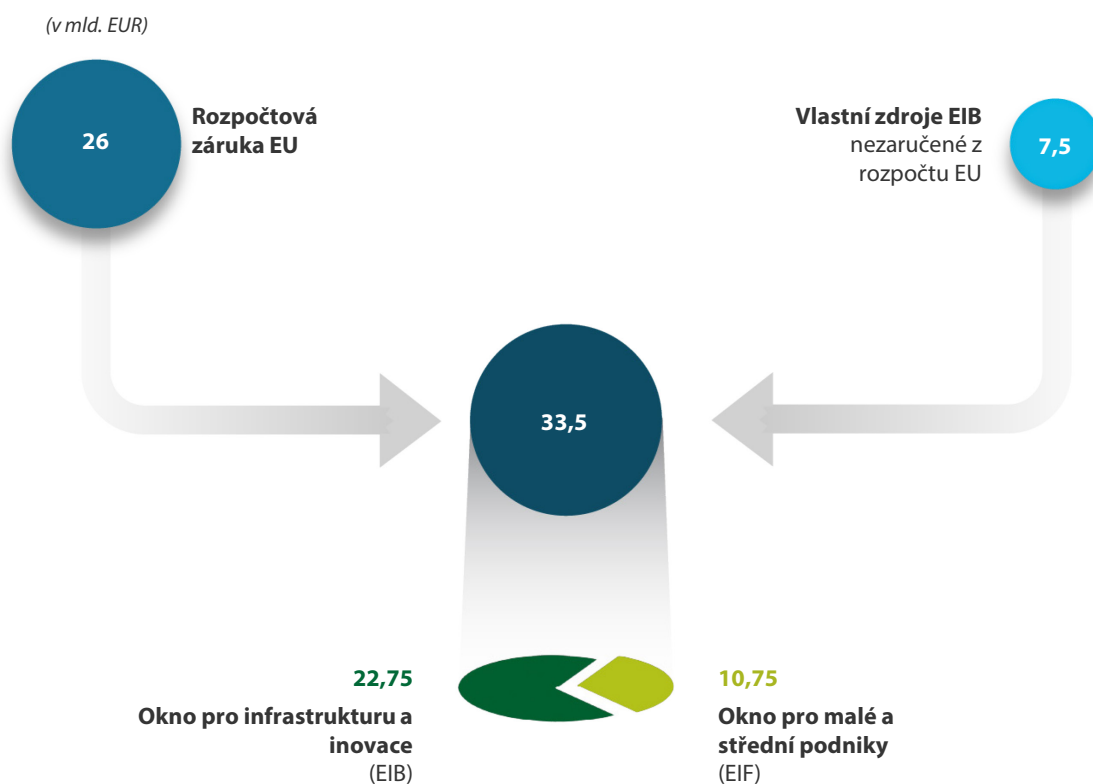 (v mld. EUR)
26
Rozpočtová
záruka EU
Vlastní zdroje EIB
nezaručené z
rozpočtu EU
7,5
33,5
22,75
Okno pro infrastrukturu a
inovace
(EIB)
10,75
Okno pro malé a
střední podniky
(EIF)